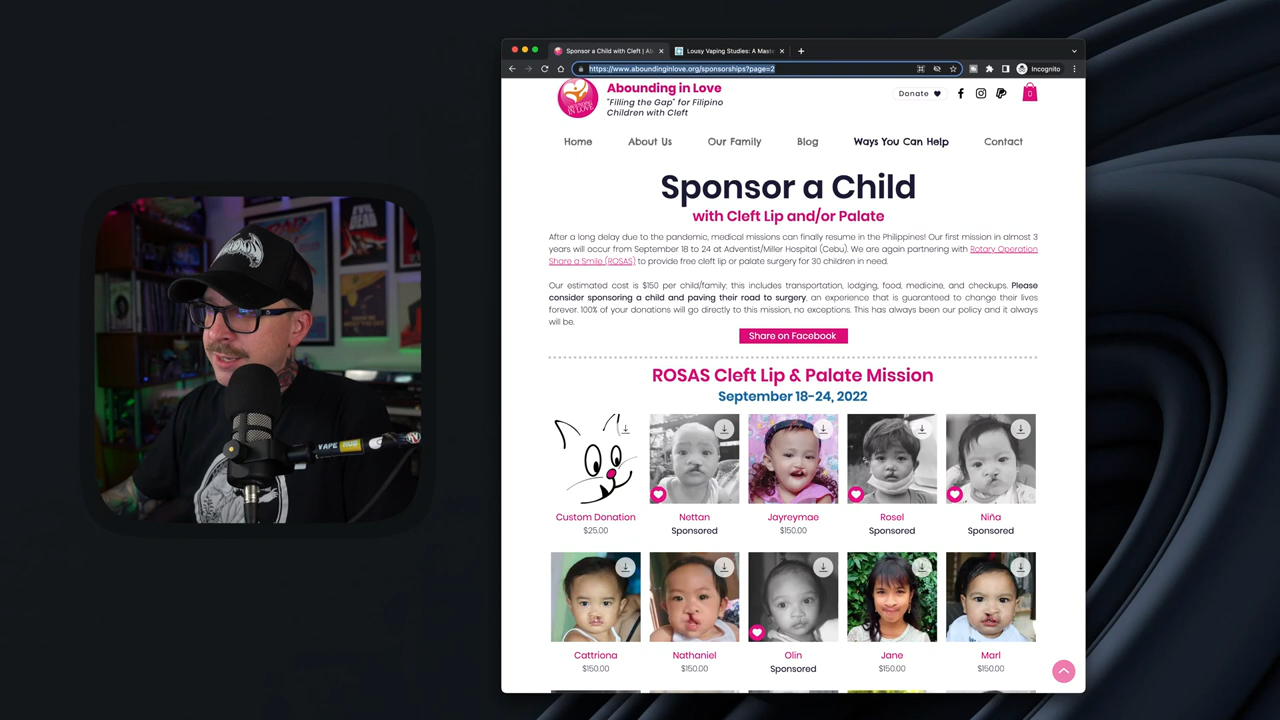 Sponsor a Child with Cleft | Ab
Lousy Vaping Studies: A Mast
https://www.aboundinginlove.org/sponsorships?page=2
Incognito
ABOUNDING
IN LOVE
Abounding in Love
"Filling the Gap" for Filipino
Children with Cleft
Donate
0
Home
About Us
Our Family
Blog
Ways You Can Help
Contact
Sponsor a Child
with Cleft Lip and/or Palate
After a long delay due to the pandemic, medical missions can finally resume in the Philippines! Our first mission in almost 3
years will occur from September 18 to 24 at Adventist/Miller Hospital (Cebu). We are again partnering with Rotary Operation
Share a Smile (ROSAS) to provide free cleft lip or palate surgery for 30 children in need.
Our estimated cost is $150 per child/family; this includes transportation, lodging, food, medicine, and checkups. Please
consider sponsoring a child and paving their road to surgery, an experience that is guaranteed to change their lives
forever. 100% of your donations will go directly to this mission, no exceptions. This has always been our policy and it always
will be.
Share on Facebook
ROSAS Cleft Lip & Palate Mission
September 18-24, 2022
Custom Donation
$25.00
Nettan
Sponsored
Jayreymae
$150.00
Rosel
Sponsored
Niña
Sponsored
Cattriona
$150.00
Nathaniel
$150.00
Olin
Sponsored
Jane
$150.00
Marl
$150.00
VAPE